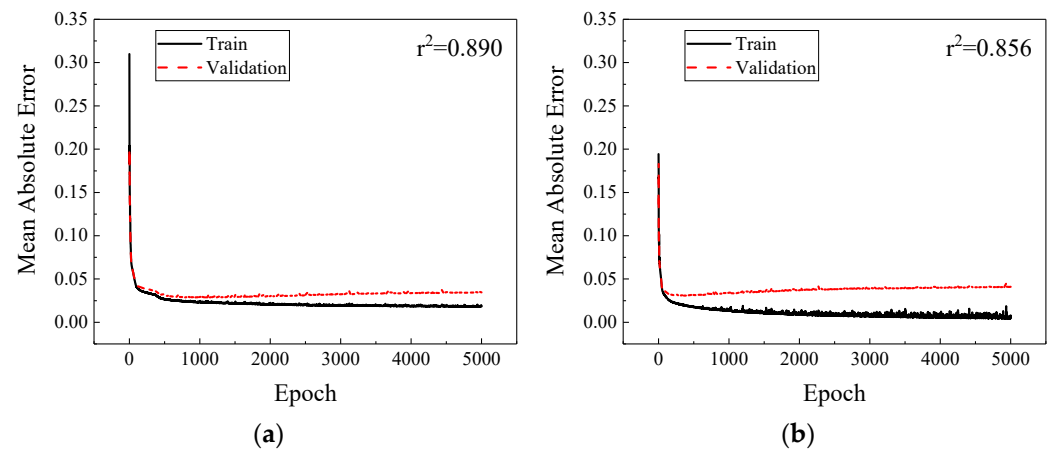 0.35
0.30
0.25
0.20
0.15
0.10
0.05
0.00
Mean Absolute Error
Train
Validation
r²=0.890
0 1000 2000 3000 4000 5000
Epoch
(a)
0.35
0.30
0.25
0.20
0.15
0.10
0.05
0.00
Mean Absolute Error
Train
Validation
r²=0.856
0 1000 2000 3000 4000 5000
Epoch
(b)